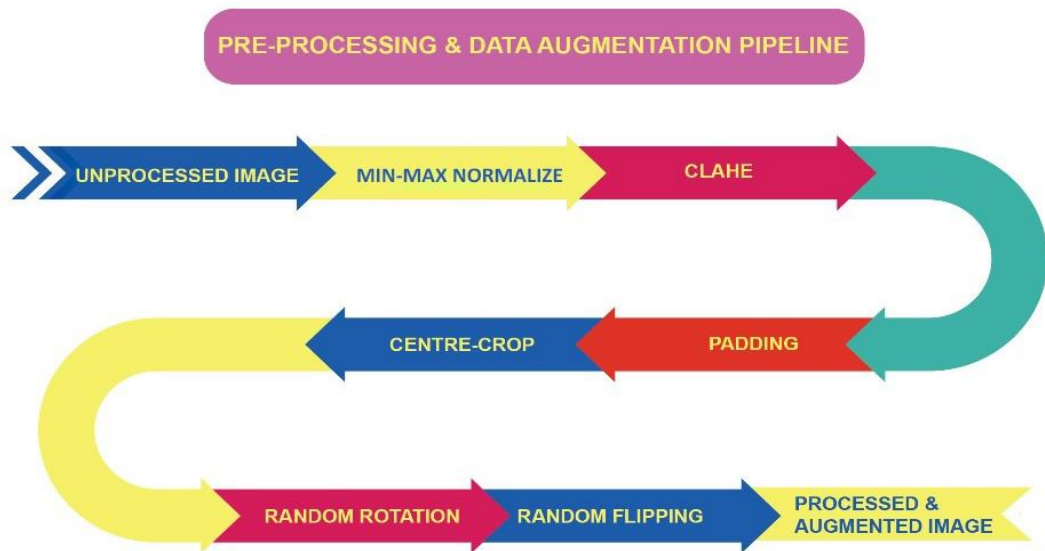 PRE-PROCESSING & DATA AUGMENTATION PIPELINE
UNPROCESSED IMAGE
MIN-MAX NORMALIZE
CLAHE
PADDING
CENTRE-CROP
RANDOM ROTATION
RANDOM FLIPPING
PROCESSED &
AUGMENTED IMAGE